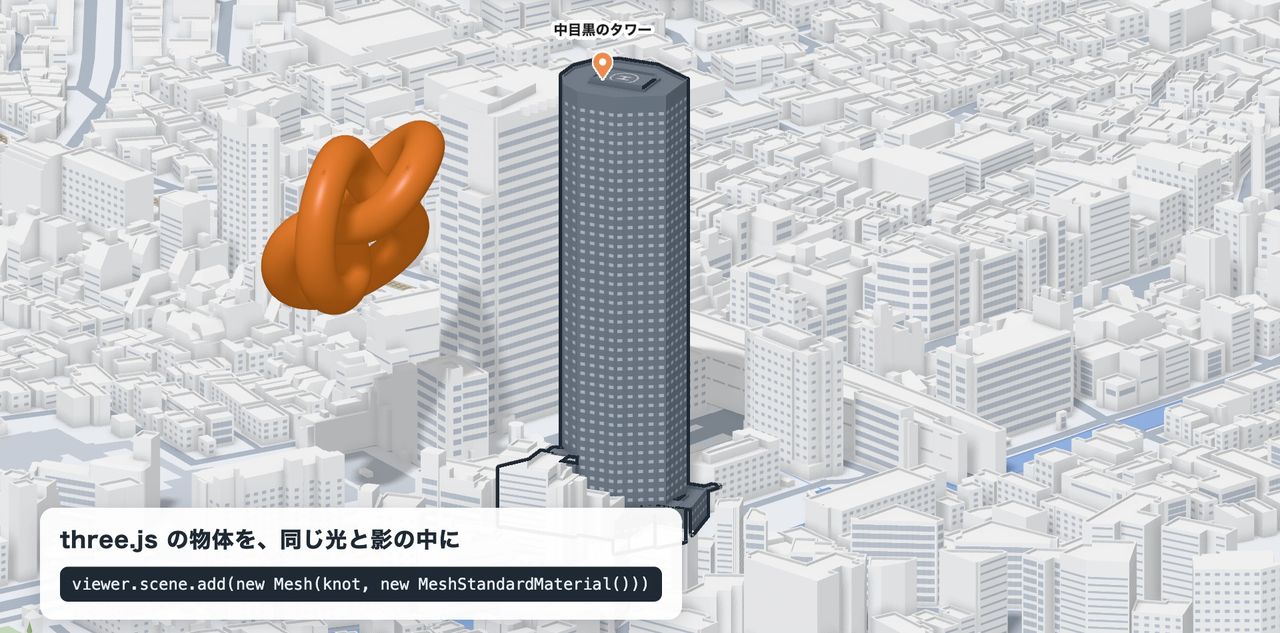 中目黒のタワー
three.js の物体を、同じ光と影の中に
viewer.scene.add(new Mesh(knot, new MeshStandardMaterial()))